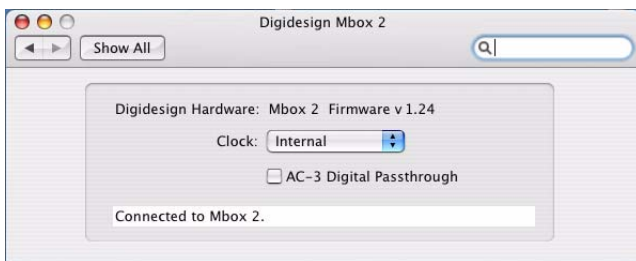 Digidesign Mbox 2
Show All
Digidesign Hardware: Mbox 2 Firmware v 1.24
Clock: Internal
AC-3 Digital Passthrough
Connected to Mbox 2.